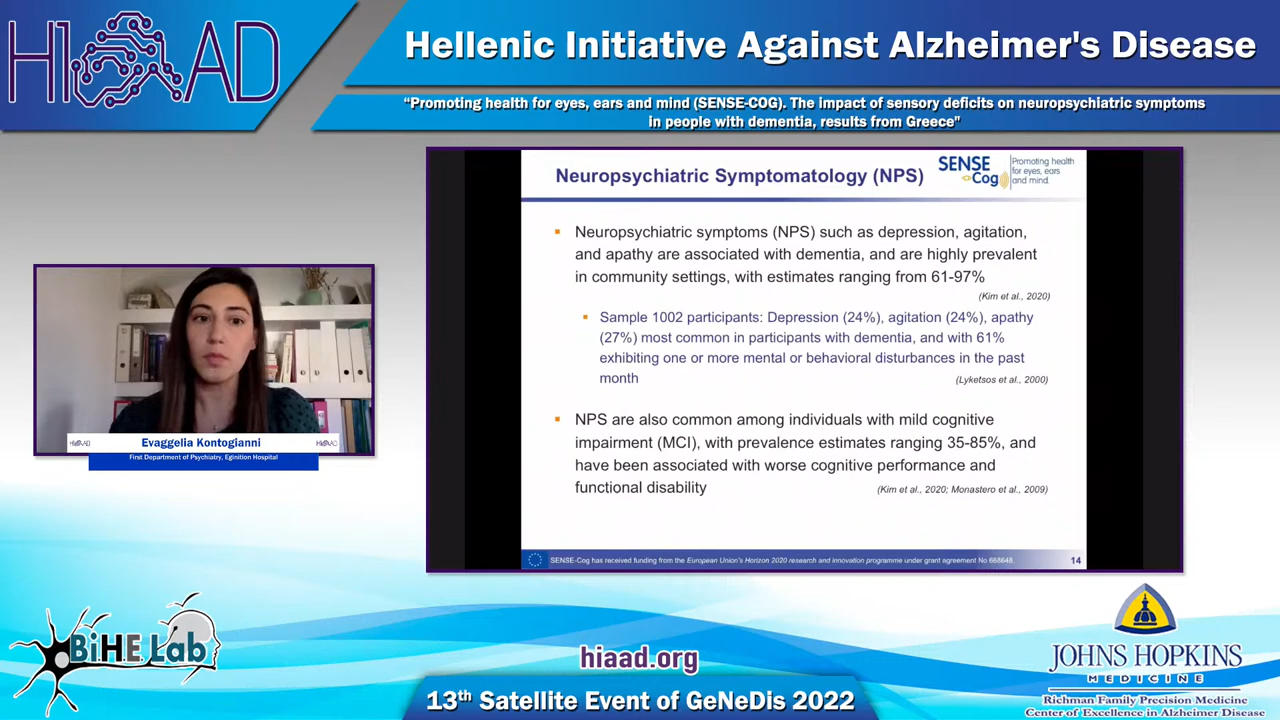 HIAAD
Hellenic Initiative Against Alzheimer's Disease
“Promoting health for eyes, ears and mind (SENSE-COG). The impact of sensory deficits on neuropsychiatric symptoms
in people with dementia, results from Greece”
Neuropsychiatric Symptomatology (NPS)
SENSE
Cog
Promoting health
for eyes, ears
and mind.
▪ Neuropsychiatric symptoms (NPS) such as depression, agitation,
and apathy are associated with dementia, and are highly prevalent
in community settings, with estimates ranging from 61-97%
(Kim et al., 2020)
▪ Sample 1002 participants: Depression (24%), agitation (24%), apathy
(27%) most common in participants with dementia, and with 61%
exhibiting one or more mental or behavioral disturbances in the past
month (Lyketsos et al., 2000)
▪ NPS are also common among individuals with mild cognitive
impairment (MCI), with prevalence estimates ranging 35-85%, and
have been associated with worse cognitive performance and
functional disability (Kim et al., 2020; Monastero et al., 2009)
SENSE-Cog has received funding from the European Union's Horizon 2020 research and innovation programme under grant agreement No 668648. 14
HIAAD Evaggelia Kontogianni HIAAD
First Department of Psychiatry, Eginition Hospital
BiHE Lab
hiaad.org
13th Satellite Event of GeNeDis 2022
JOHNS HOPKINS
MEDICINE
Richman Family Precision Medicine
Center of Excellence in Alzheimer Disease